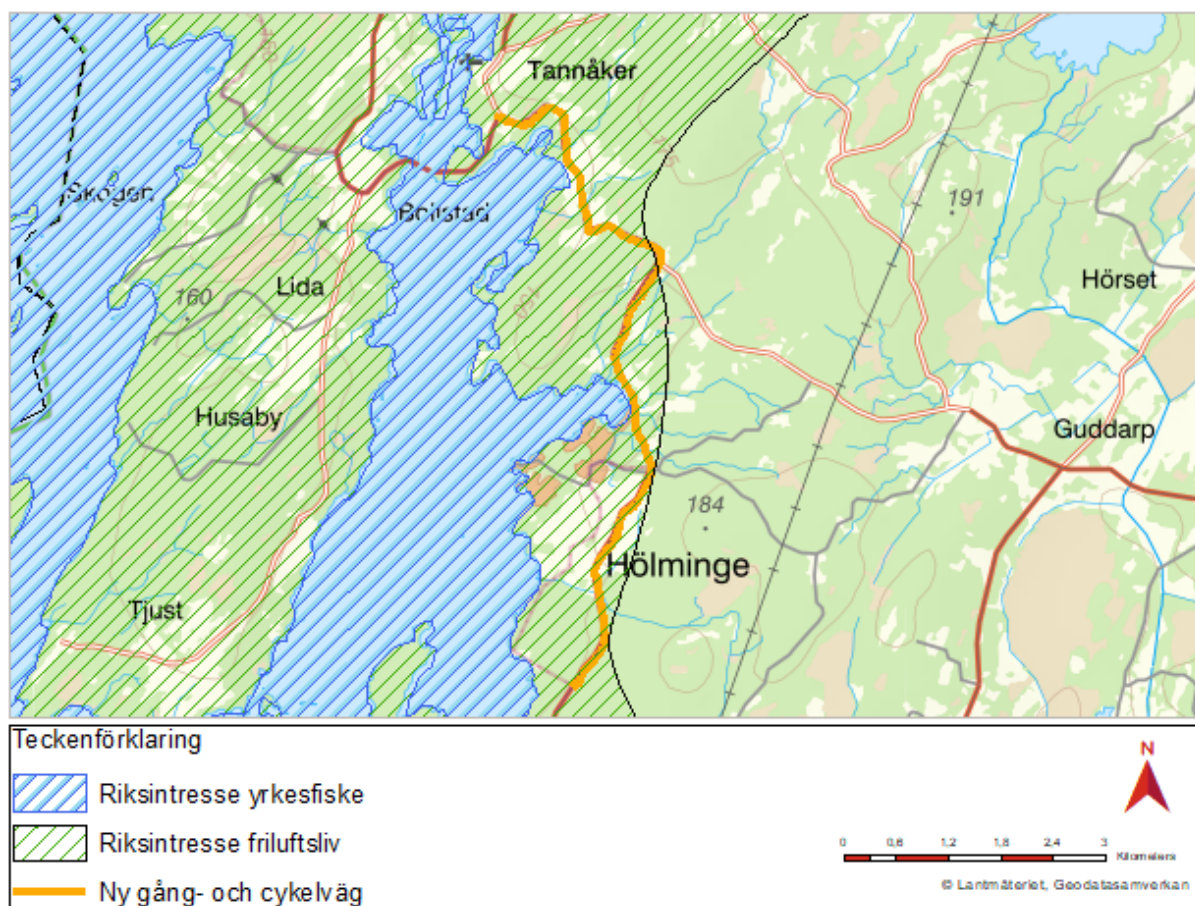 Tannåker
Skogen
Bolistad
191
Hörset
Lida
160
Husaby
Guddarp
184
Hölminge
Tjust
Teckenförklaring
Riksintresse yrkesfiske
Riksintresse friluftsliv
Ny gång- och cykelväg
N
0 0,6 1,2 1,8 2,4 3
Kilometers
© Lantmäteriet, Geodatasamverkan